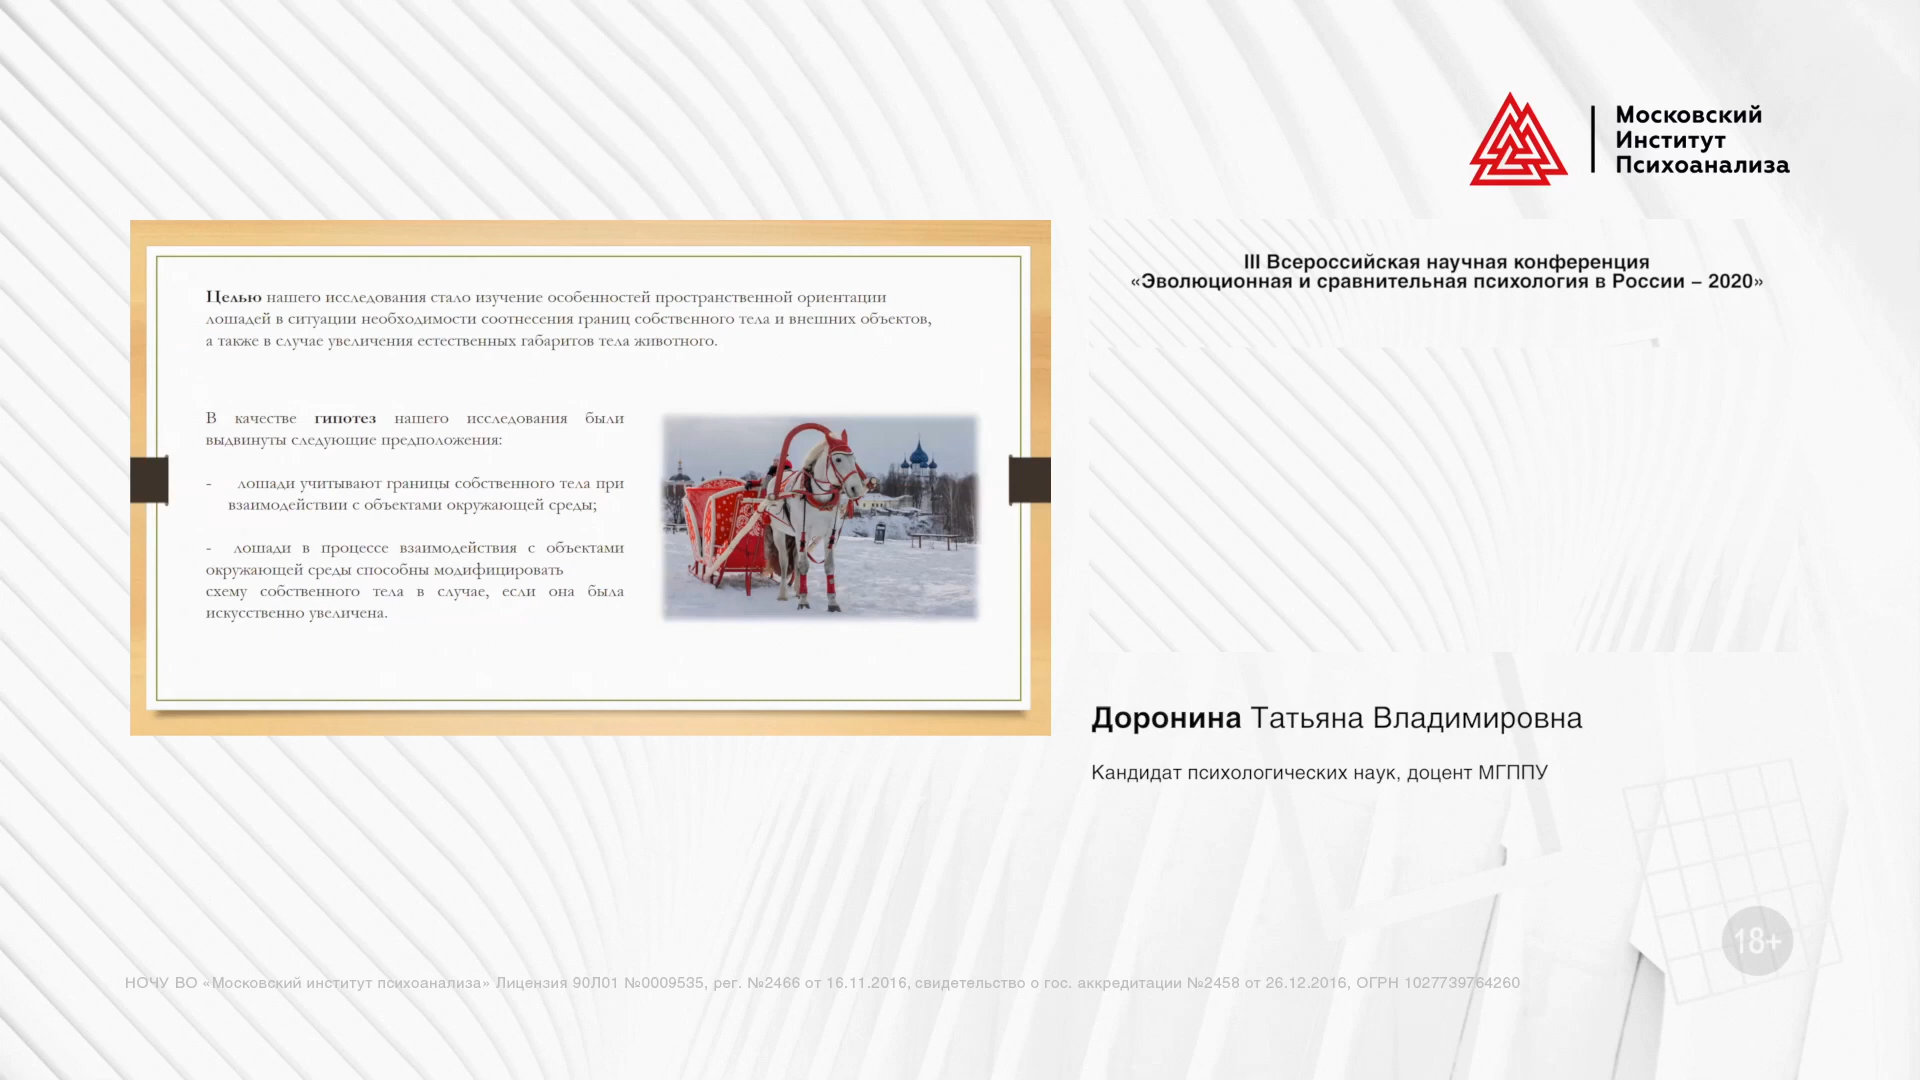 Московский
Институт
Психоанализа
Целью нашего исследования стало изучение особенностей пространственной ориентации
лошадей в ситуации необходимости соотнесения границ собственного тела и внешних объектов,
а также в случае увеличения естественных габаритов тела животного.
В качестве гипотез нашего исследования были
выдвинуты следующие предположения:
- лошади учитывают границы собственного тела при
взаимодействии с объектами окружающей среды;
- лошади в процессе взаимодействия с объектами
окружающей среды способны модифицировать
схему собственного тела в случае, если она была
искусственно увеличена.
III Всероссийская научная конференция
«Эволюционная и сравнительная психология в России – 2020»
Доронина Татьяна Владимировна
Кандидат психологических наук, доцент МГППУ
18+
НОЧУ ВО «Московский институт психоанализа» Лицензия 90Л01 №0009535, рег. №2466 от 16.11.2016, свидетельство о гос. аккредитации №2458 от 26.12.2016, ОГРН 1027739764260